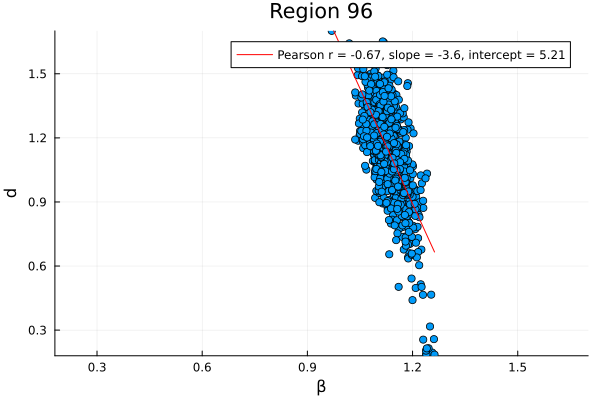 Region 96
Pearson r = -0.67, slope = -3.6, intercept = 5.21
d
1.5
1.2
0.9
0.6
0.3
0.3 0.6 0.9 1.2 1.5
β